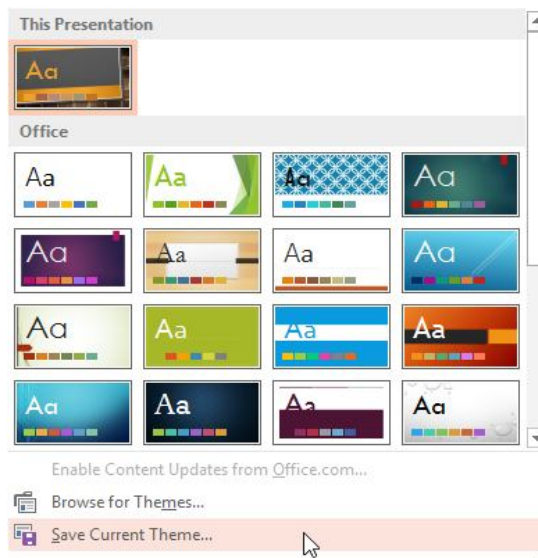 This Presentation
Aa
Office
Aa Aa Aa Aa
Aa Aa Aa Aa
Aa Aa Aa Aa
Aa Aa Aa Aa
Enable Content Updates from Office.com...
Browse for Themes...
Save Current Theme...